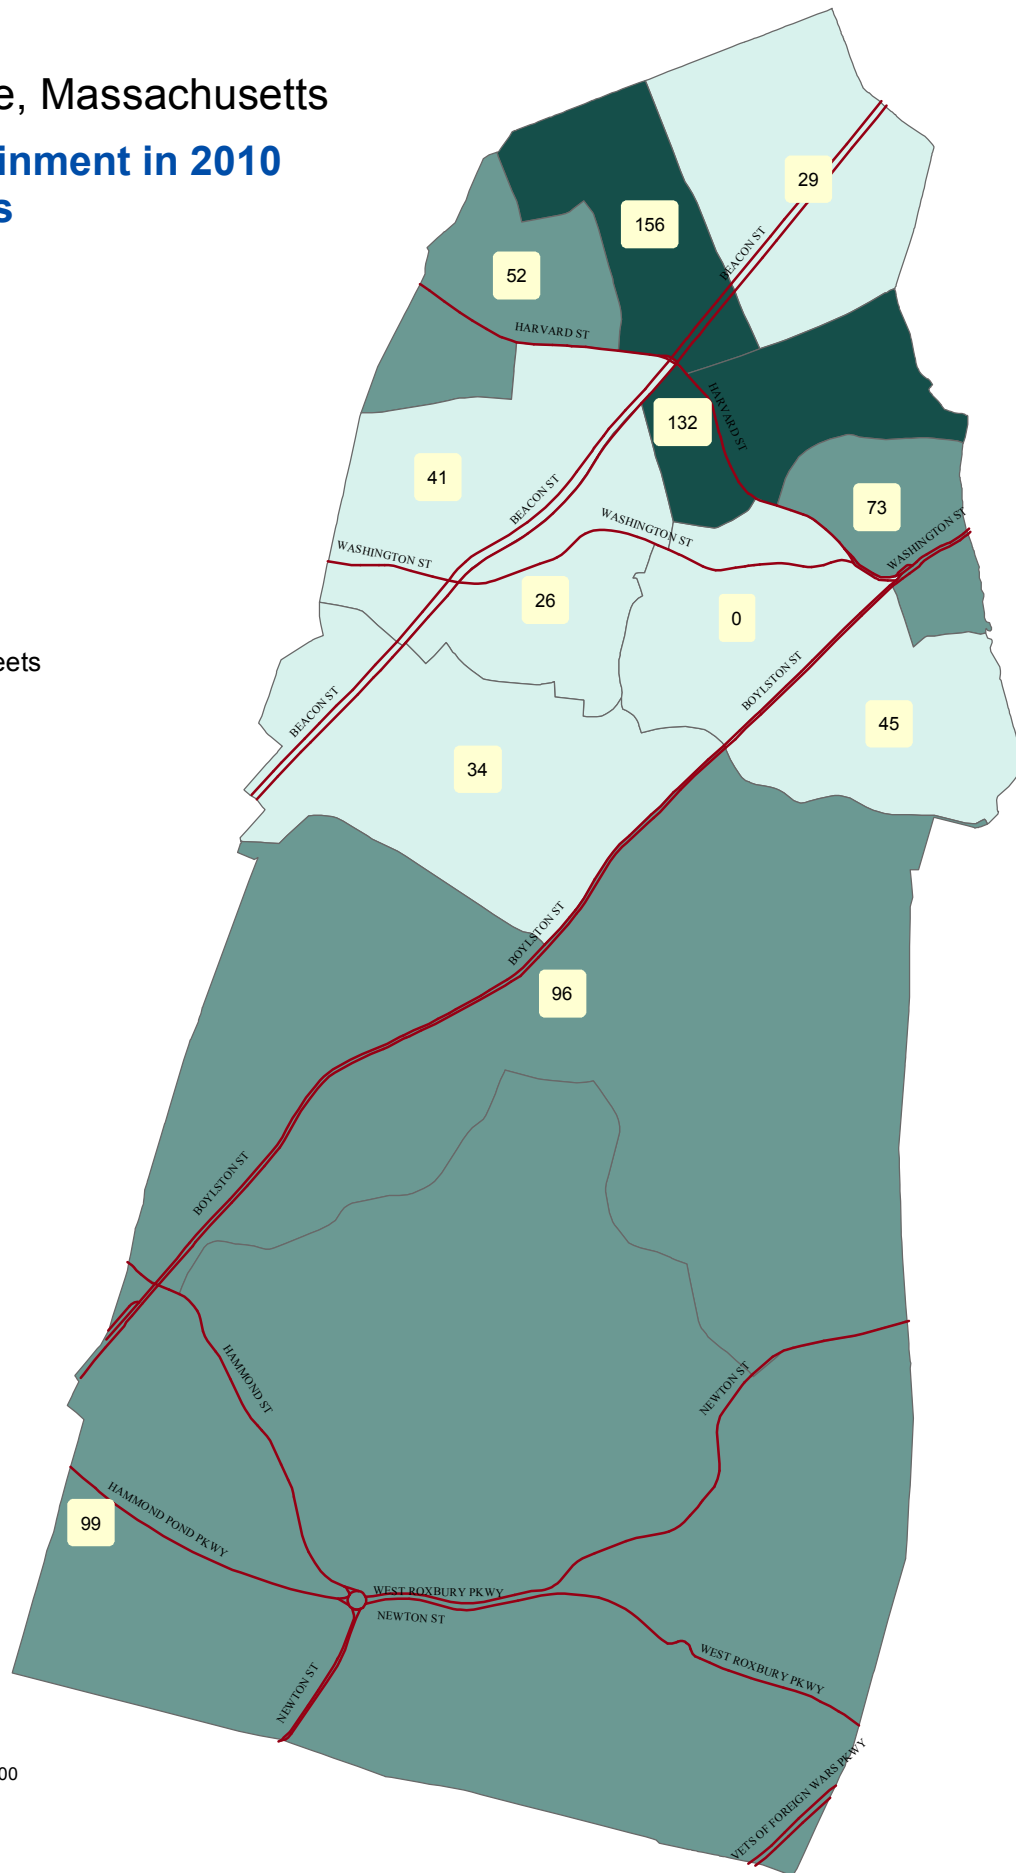 e, Massachusetts
inment in 2010
s
29
156
52
BEACON ST
HARVARD ST
HARVARD ST
132
41
73
BEACON ST
WASHINGTON ST
WASHINGTON ST
WASHINGTON ST
26
0
eets
BOYLSTON ST
BEACON ST
45
34
BOYLSTON ST
96
BOYLSTON ST
HAMMOND ST
NEWTON ST
HAMMOND POND PKWY
99
WEST ROXBURY PKWY
NEWTON ST
WEST ROXBURY PKWY
NEWTON ST
00
VETS OF FOREIGN WARS PKWY